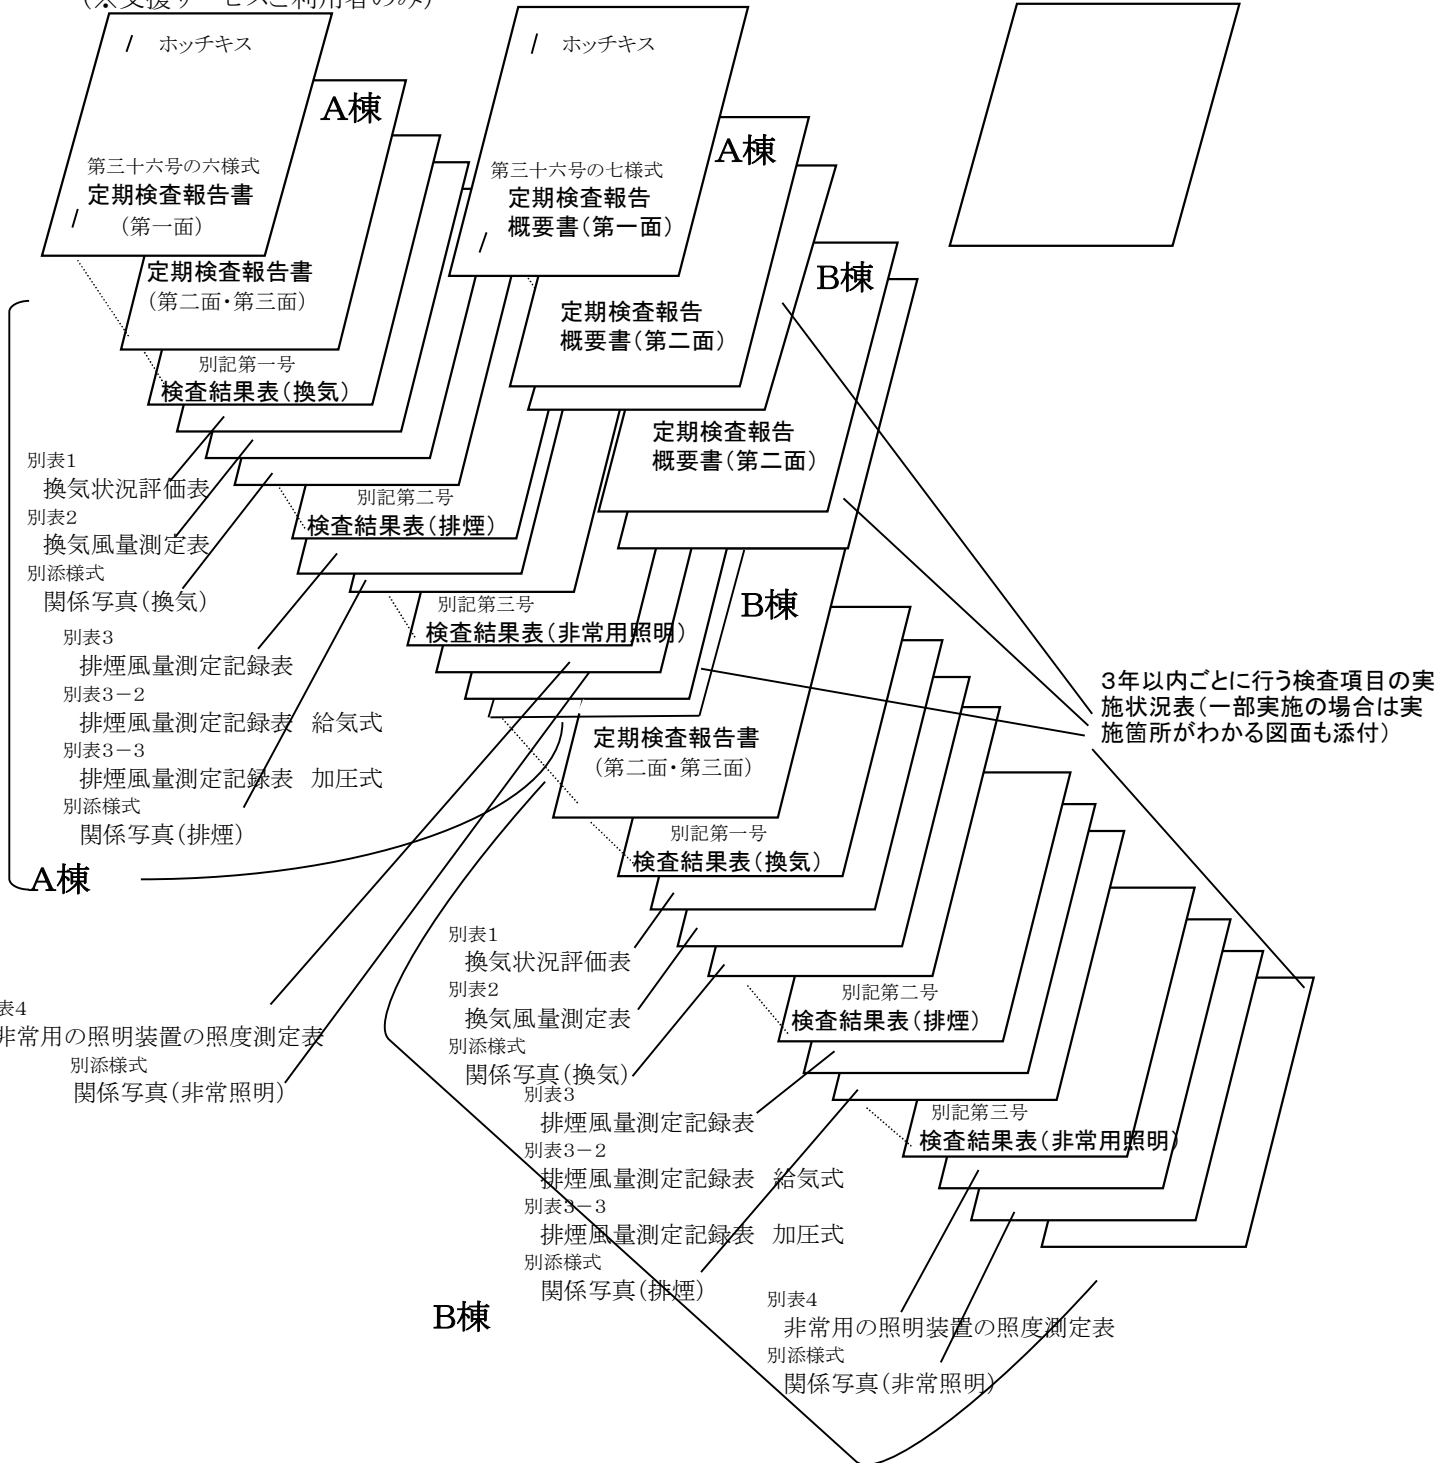 (※支援サービスご利用者のみ)
ホッチキス
第三十六号の六様式
定期検査報告書
(第一面)
A棟
定期検査報告書
(第二面・第三面)
別記第一号
検査結果表(換気)
別表1
換気状況評価表
別表2
換気風量測定表
別添様式
関係写真(換気)
別記第二号
検査結果表(排煙)
別表3
排煙風量測定記録表
別表3-2
排煙風量測定記録表 給気式
別表3-3
排煙風量測定記録表 加圧式
別添様式
関係写真(排煙)
別記第三号
検査結果表(非常用照明)
A棟
表4
非常用の照明装置の照度測定表
別添様式
関係写真(非常照明)
ホッチキス
第三十六号の七様式
定期検査報告
概要書(第一面)
A棟
定期検査報告
概要書(第二面)
B棟
定期検査報告
概要書(第二面)
3年以内ごとに行う検査項目の実
施状況表(一部実施の場合は実
施箇所がわかる図面も添付)
B棟
定期検査報告書
(第二面・第三面)
別記第一号
検査結果表(換気)
別表1
換気状況評価表
別表2
換気風量測定表
別添様式
関係写真(換気)
別記第二号
検査結果表(排煙)
別表3
排煙風量測定記録表
別表3-2
排煙風量測定記録表 給気式
別表3-3
排煙風量測定記録表 加圧式
別添様式
関係写真(排煙)
別記第三号
検査結果表(非常用照明)
別表4
非常用の照明装置の照度測定表
別添様式
関係写真(非常照明)
B棟